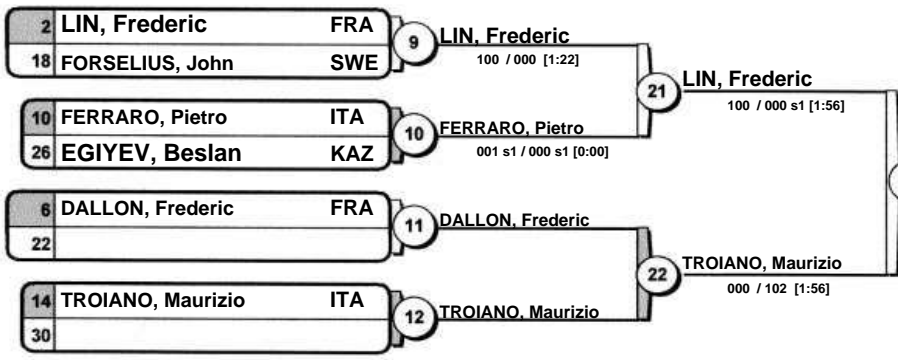 2 LIN, Frederic FRA
18 FORSELIUS, John SWE
9
LIN, Frederic
100 / 000 [1:22]
10 FERRARO, Pietro ITA
26 EGIYEV, Beslan KAZ
10
FERRARO, Pietro
001 s1 / 000 s1 [0:00]
21
LIN, Frederic
100 / 000 s1 [1:56]
6 DALLON, Frederic FRA
22
11
DALLON, Frederic
14 TROIANO, Maurizio ITA
30
12
TROIANO, Maurizio
22
TROIANO, Maurizio
000 / 102 [1:56]